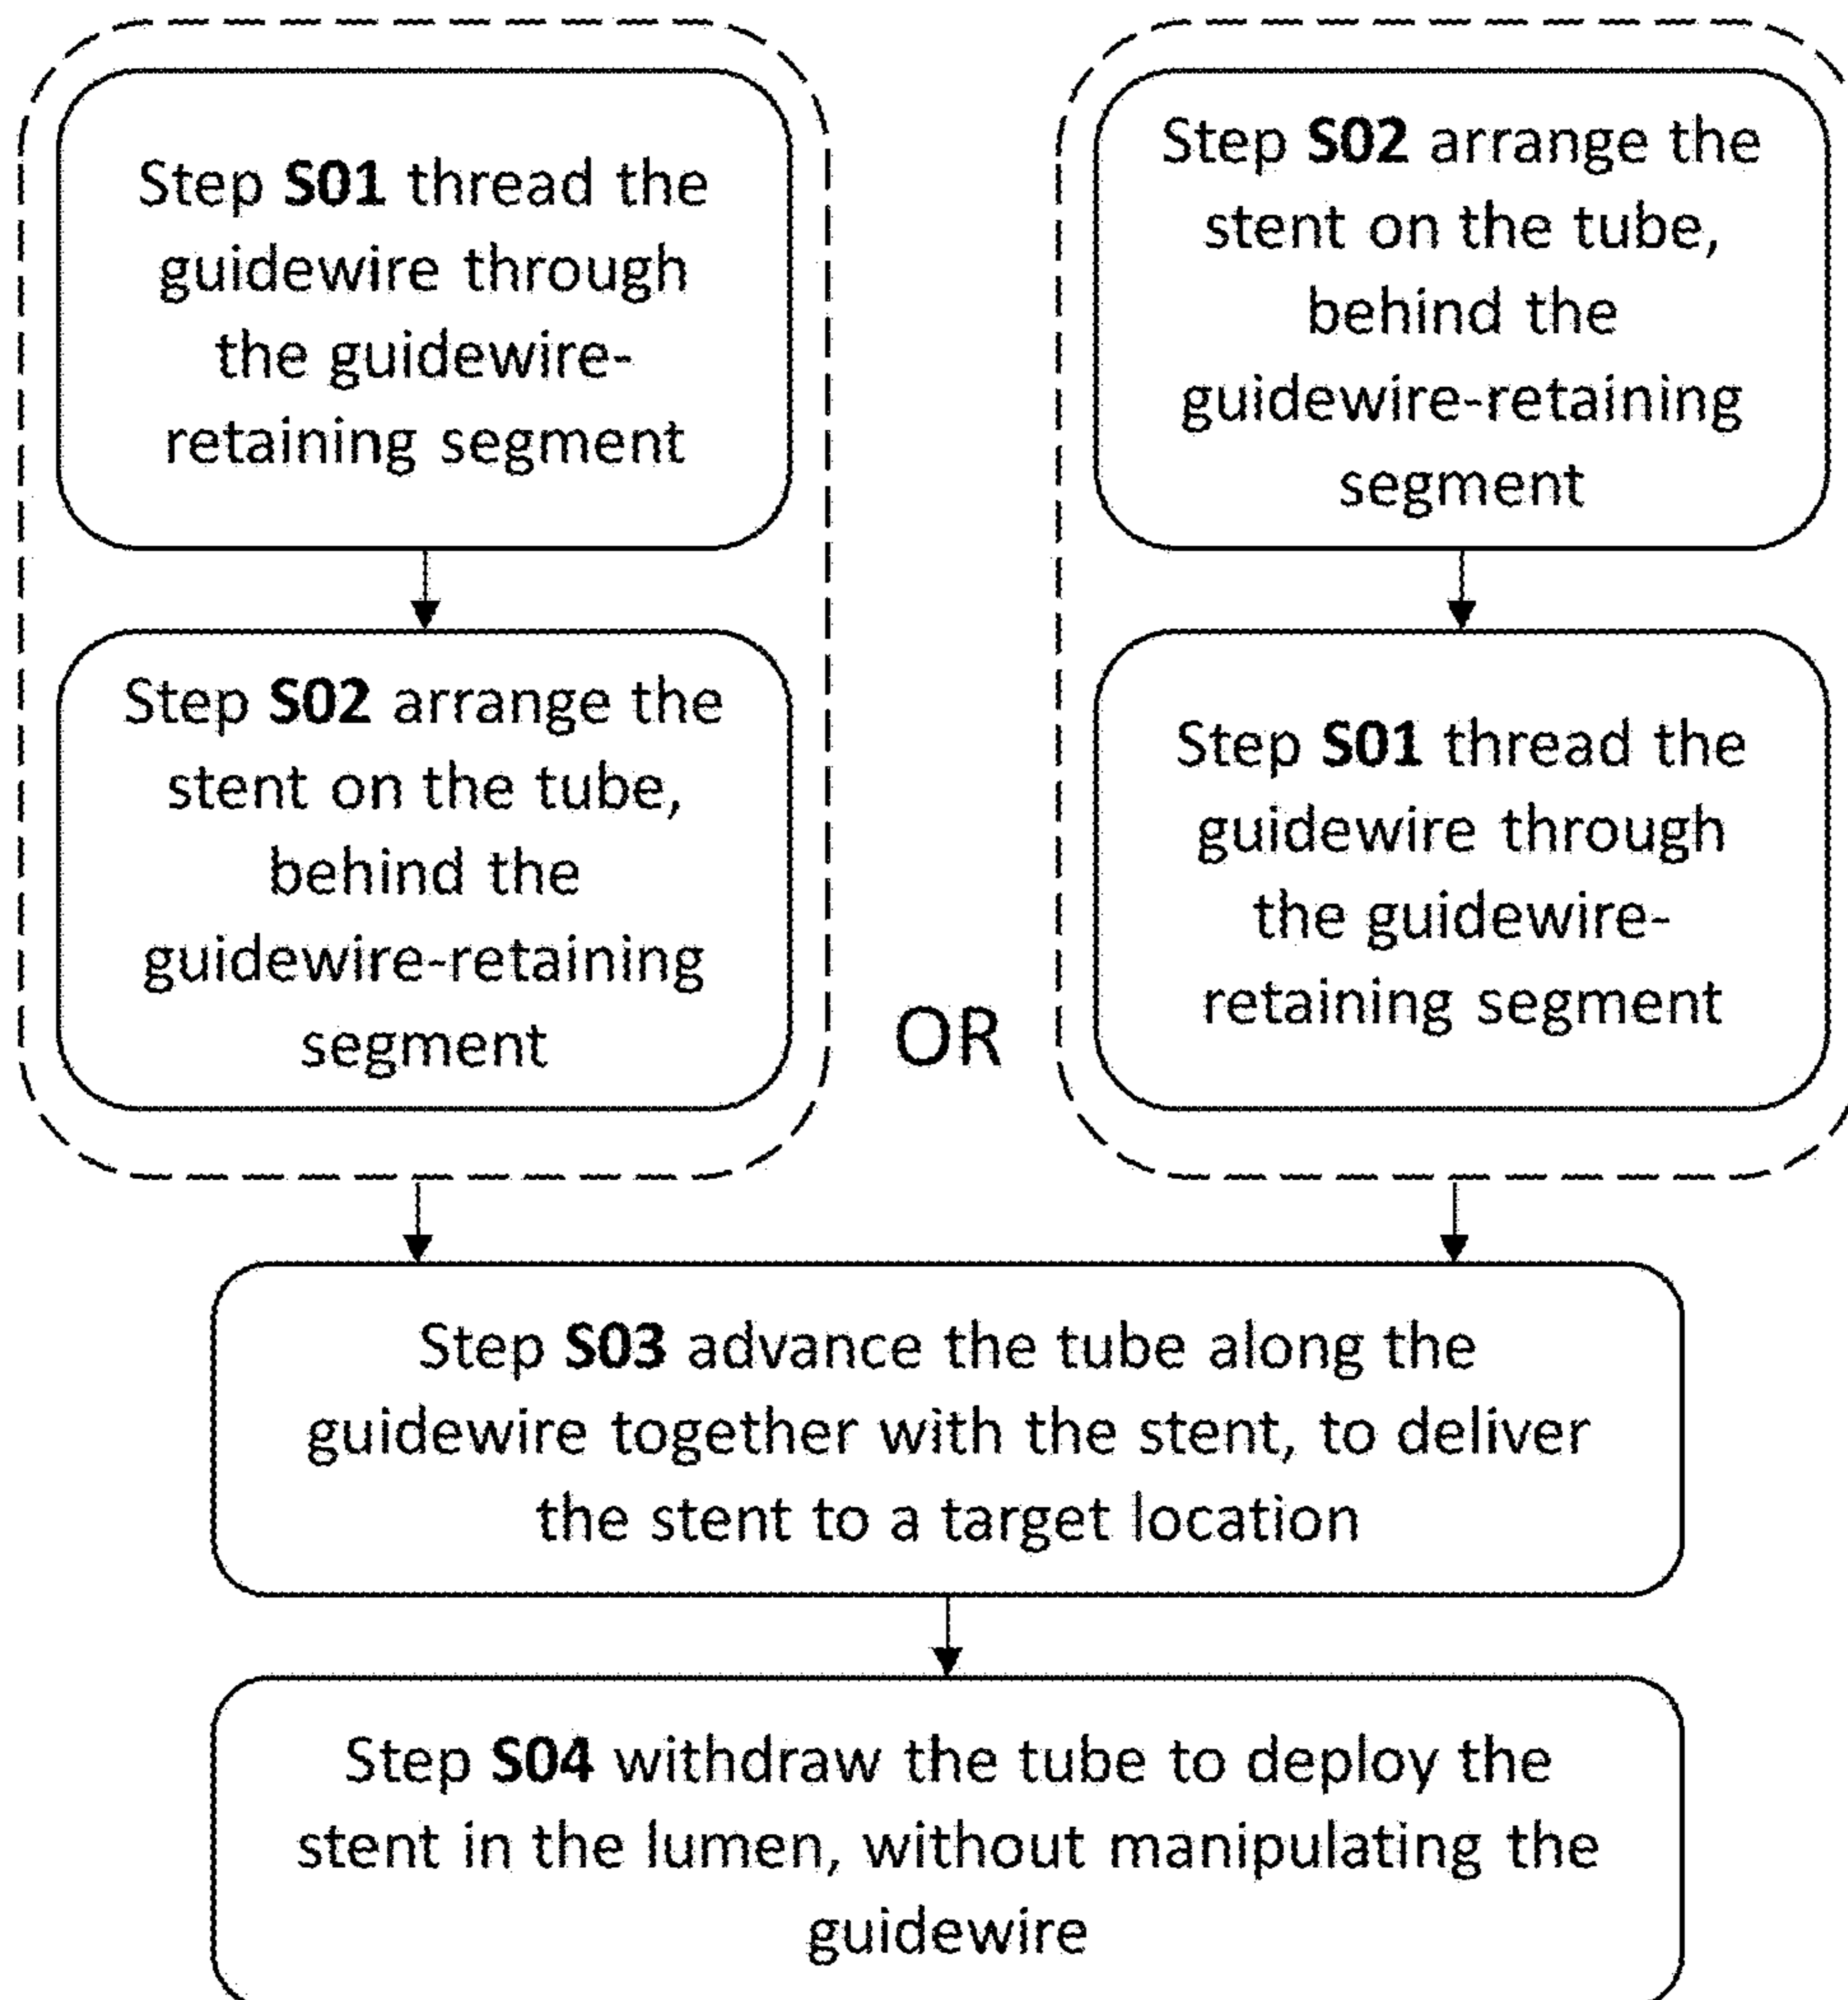 Step S01 thread the
guidewire through
the guidewire-
retaining segment
Step S02 arrange the
stent on the tube,
behind the
guidewire-retaining
segment
OR
Step S02 arrange the
stent on the tube,
behind the
guidewire-retaining
segment
Step S01 thread the
guidewire through
the guidewire-
retaining segment
Step S03 advance the tube along the
guidewire together with the stent, to deliver
the stent to a target location
Step S04 withdraw the tube to deploy the
stent in the lumen, without manipulating the
guidewire